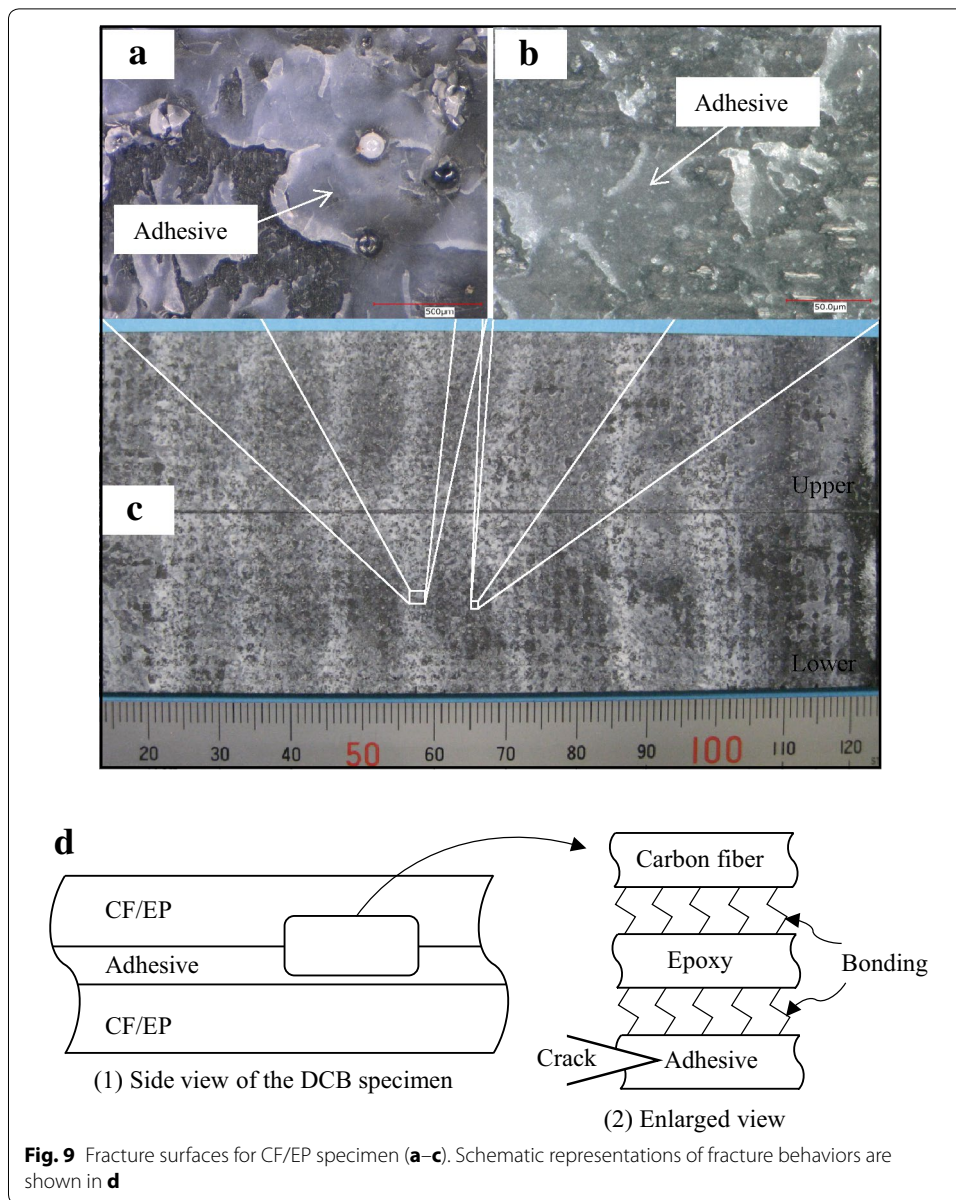 a
b
Adhesive
Adhesive
500μm
50.0μm
Upper
c
Lower
20 30 40 50 60 70 80 90 100 110 120
d
CF/EP
Adhesive
CF/EP
(1) Side view of the DCB specimen
Carbon fiber
Epoxy
Bonding
Crack
Adhesive
(2) Enlarged view
Fig. 9 Fracture surfaces for CF/EP specimen (a–c). Schematic representations of fracture behaviors are
shown in d